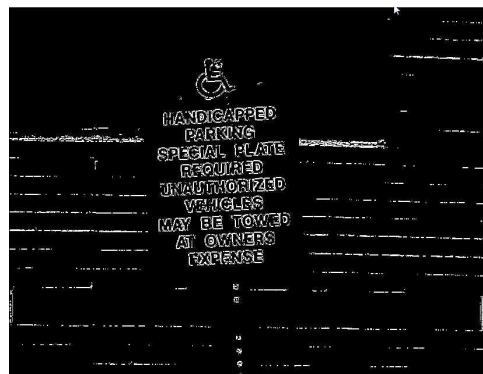 HANDICAPPED
PARKING
SPECIAL PLATE
REQUIRED
UNAUTHORIZED
VEHICLES
MAY BE TOWED
AT OWNERS
EXPENSE